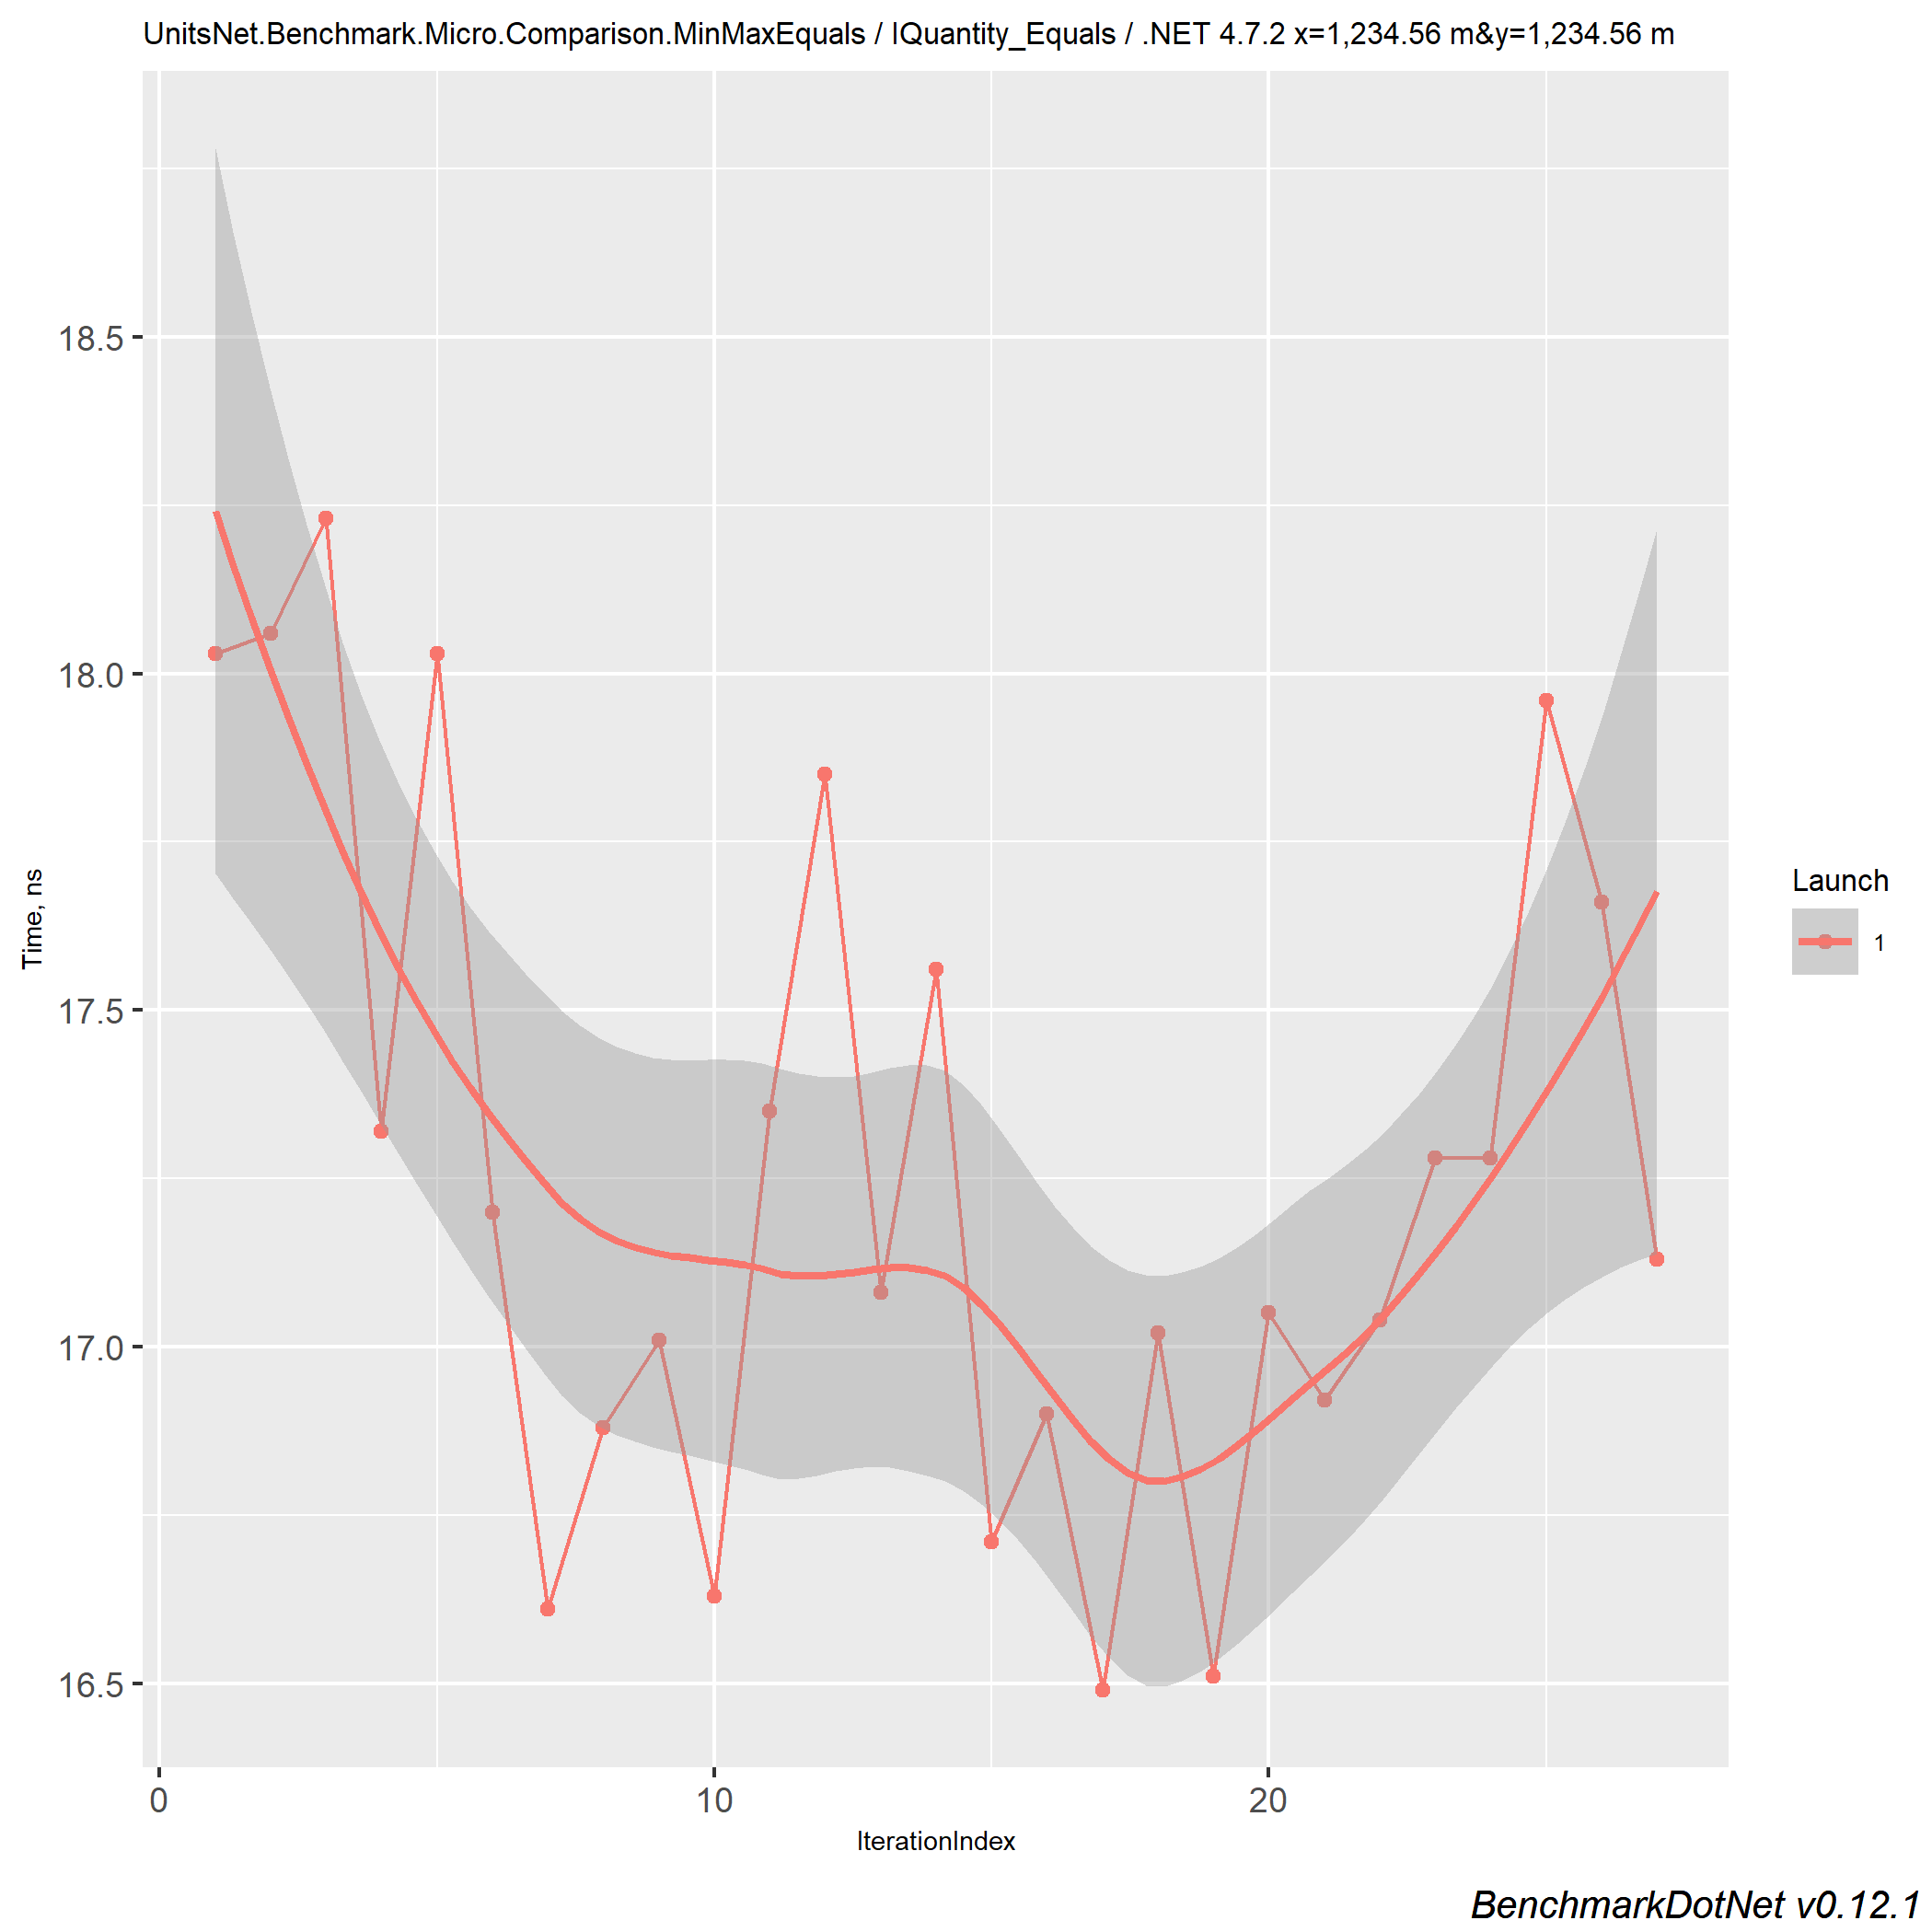 UnitsNet.Benchmark.Micro.Comparison.MinMaxEquals / IQuantity_Equals / .NET 4.7.2 x=1,234.56 m&y=1,234.56 m
18.5
18.0
17.5
17.0
16.5
Time, ns
0 10 20
IterationIndex
Launch
1
BenchmarkDotNet v0.12.1